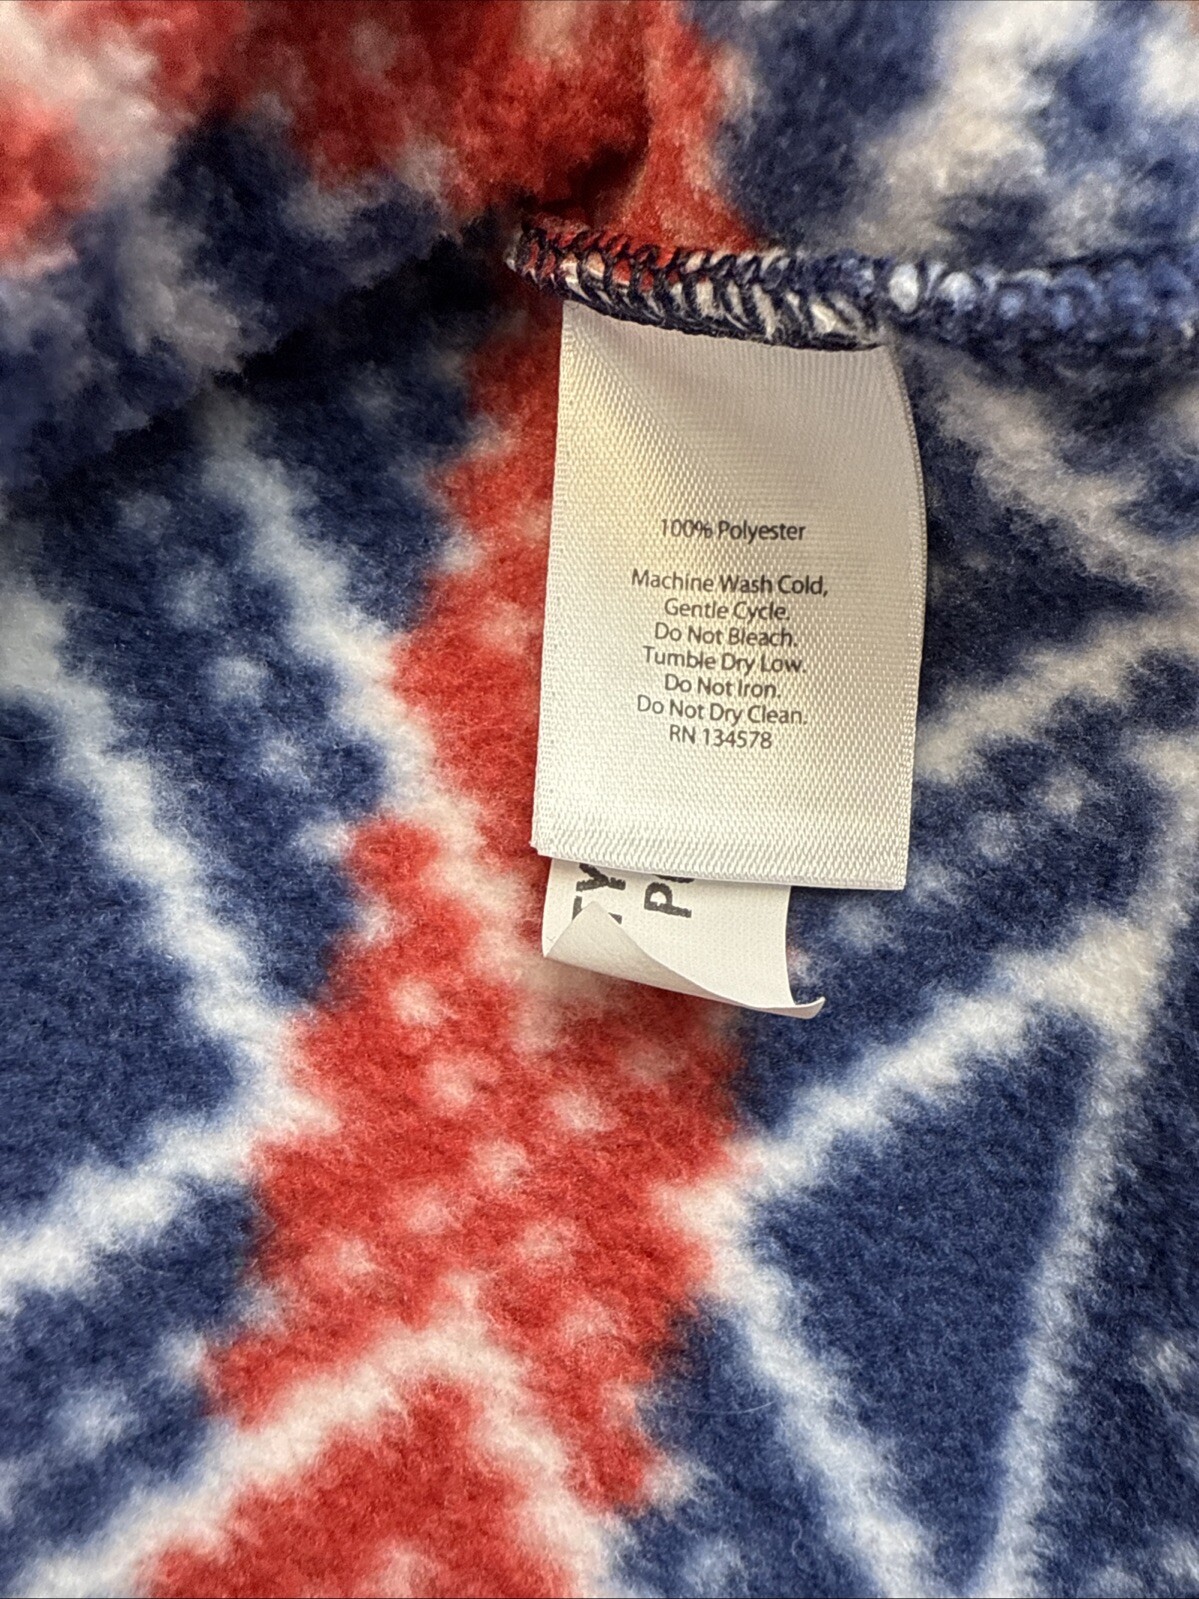 100% Polyester
Machine Wash Cold,
Gentle Cycle.
Do Not Bleach.
Tumble Dry Low.
Do Not Iron.
Do Not Dry Clean.
RN 134578